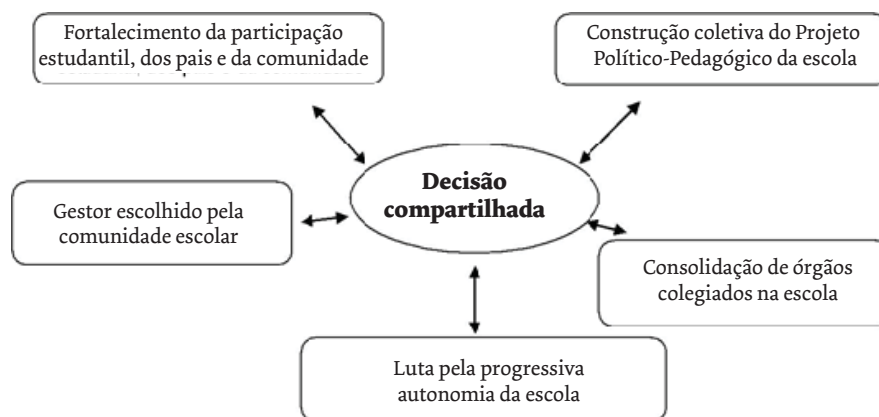 Fortalecimento da participação
estudantil, dos pais e da comunidade
Construção coletiva do Projeto
Político-Pedagógico da escola
Decisão
compartilhada
Gestor escolhido pela
comunidade escolar
Consolidação de órgãos
colegiados na escola
Luta pela progressiva
autonomia da escola